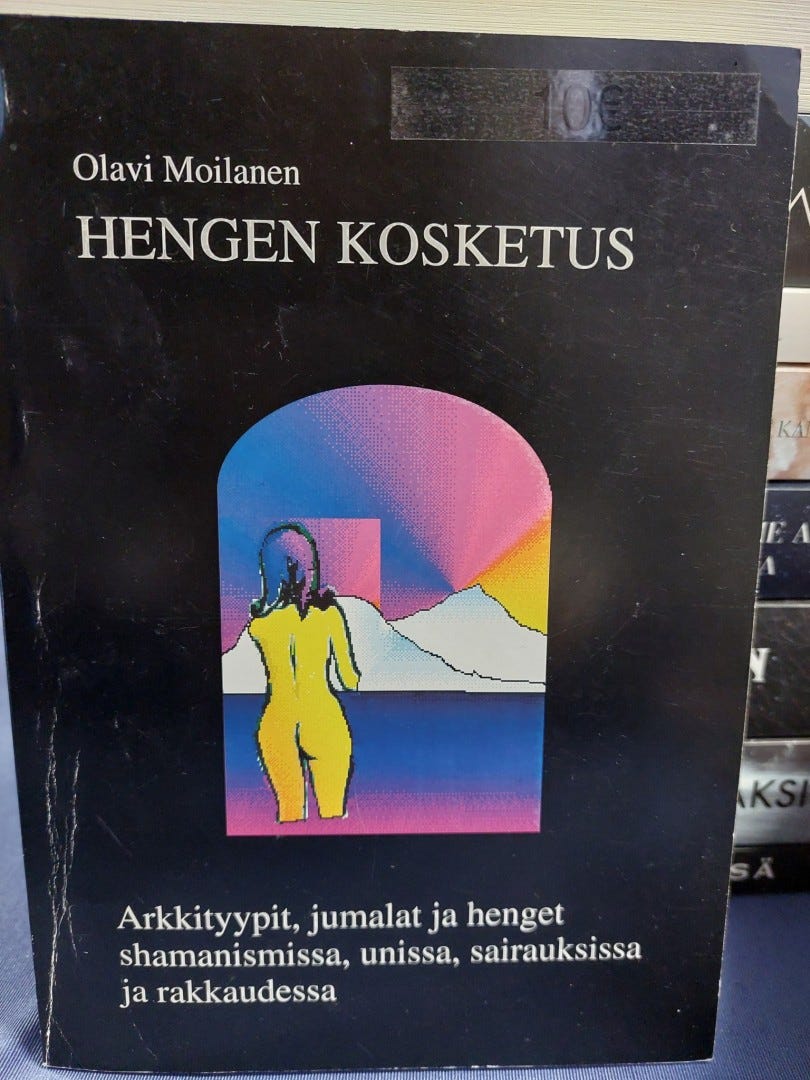 10€
Olavi Moilanen
HENGEN KOSKETUS
Arkkityypit, jumalat ja henget
shamanismissa, unissa, sairauksissa
ja rakkaudessa